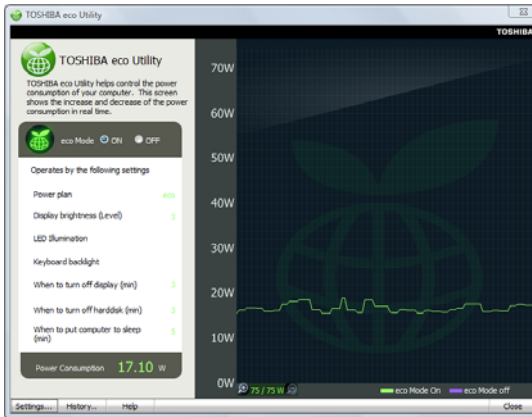 TOSHIBA eco Utility
TOSHIBA
TOSHIBA eco Utility
TOSHIBA eco Utility helps control the power
consumption of your computer. This screen
shows the increase and decrease of the power
consumption in real time.
eco Mode ON OFF
Operates by the following settings
Power plan eco
Display brightness (Level) 3
LED Illumination
Keyboard backlight
When to turn off display (min) 3
When to turn off harddisk (min) 3
When to put computer to sleep 5
(min)
Power Consumption 17.10 W
70W
60W
50W
40W
30W
20W
10W
0W
75 / 75 W
eco Mode On eco Mode off
Settings... History... Help Close